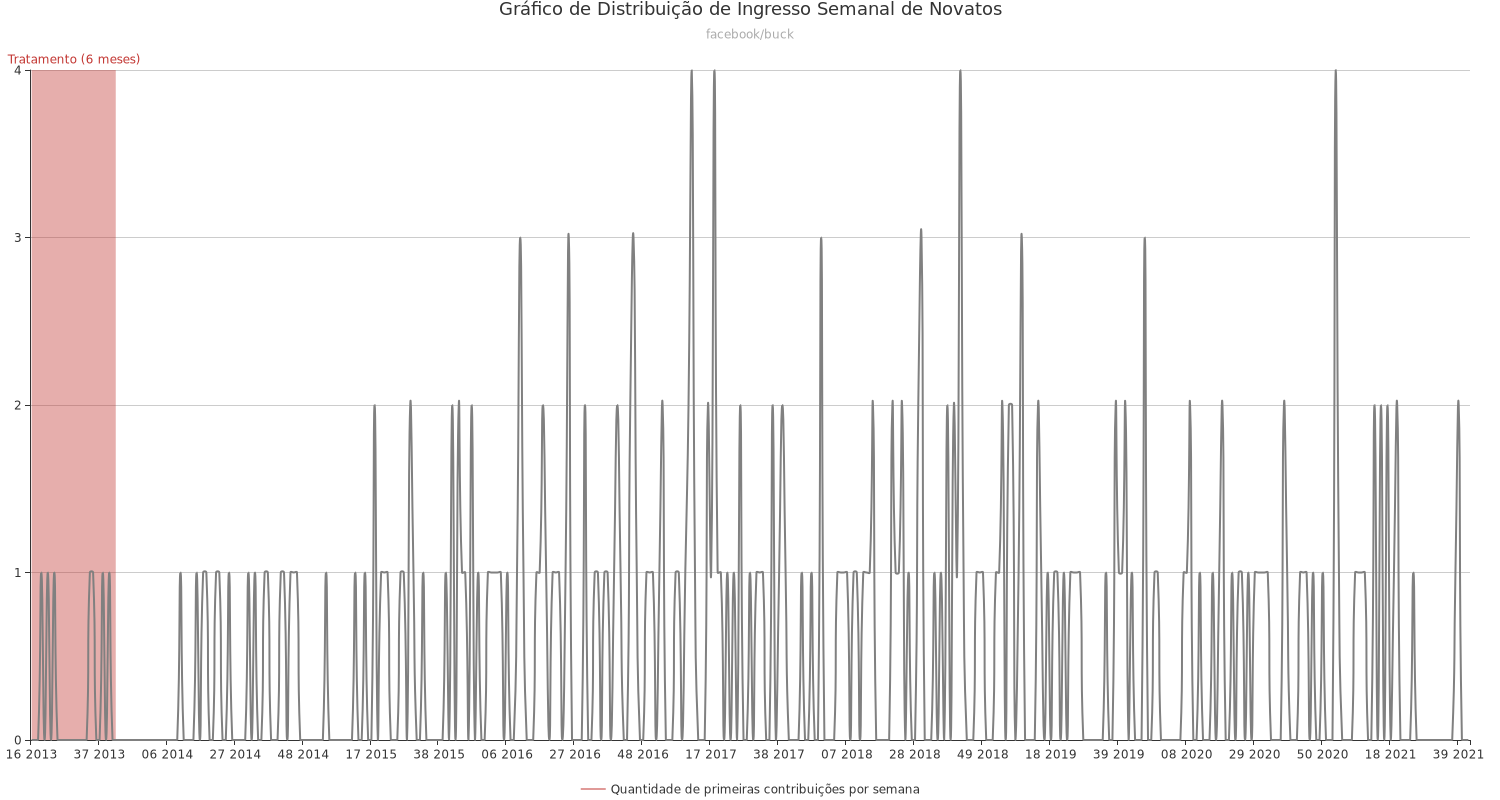 Gráfico de Distribuição de Ingresso Semanal de Novatos
facebook/buck
Tratamento (6 meses)
4
3
2
1
0
16 2013 37 2013 06 2014 27 2014 48 2014 17 2015 38 2015 06 2016 27 2016 48 2016 17 2017 38 2017 07 2018 28 2018 49 2018 18 2019 39 2019 08 2020 29 2020 50 2020 18 2021 39 2021
Quantidade de primeiras contribuições por semana